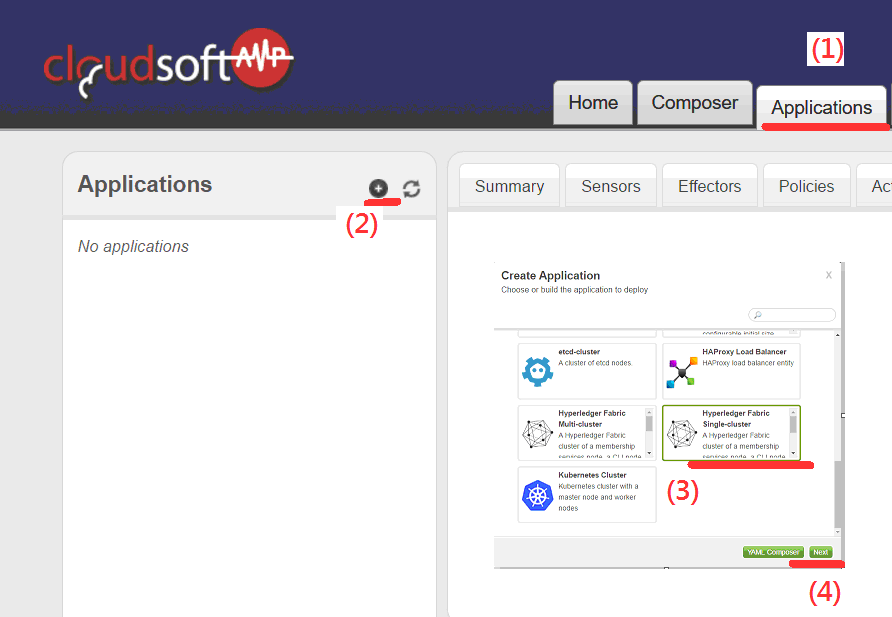 cloudsoft AMP
(1)
Home
Composer
Applications
Applications
(2)
No applications
Summary
Sensors
Effectors
Policies
Ac
Create Application
X
Choose or build the application to deploy
configurable initial size
etcd-cluster
A cluster of etcd nodes.
HAProxy Load Balancer
HAProxy load balancer entity
Hyperledger Fabric
Multi-cluster
A Hyperledger Fabric
cluster of a membership
services node, a CLI node
Hyperledger Fabric
Single-cluster
A Hyperledger Fabric
cluster of a membership
services node, a CLI node
Kubernetes Cluster
Kubernetes cluster with a
master node and worker
nodes
(3)
YAML Composer
Next
(4)